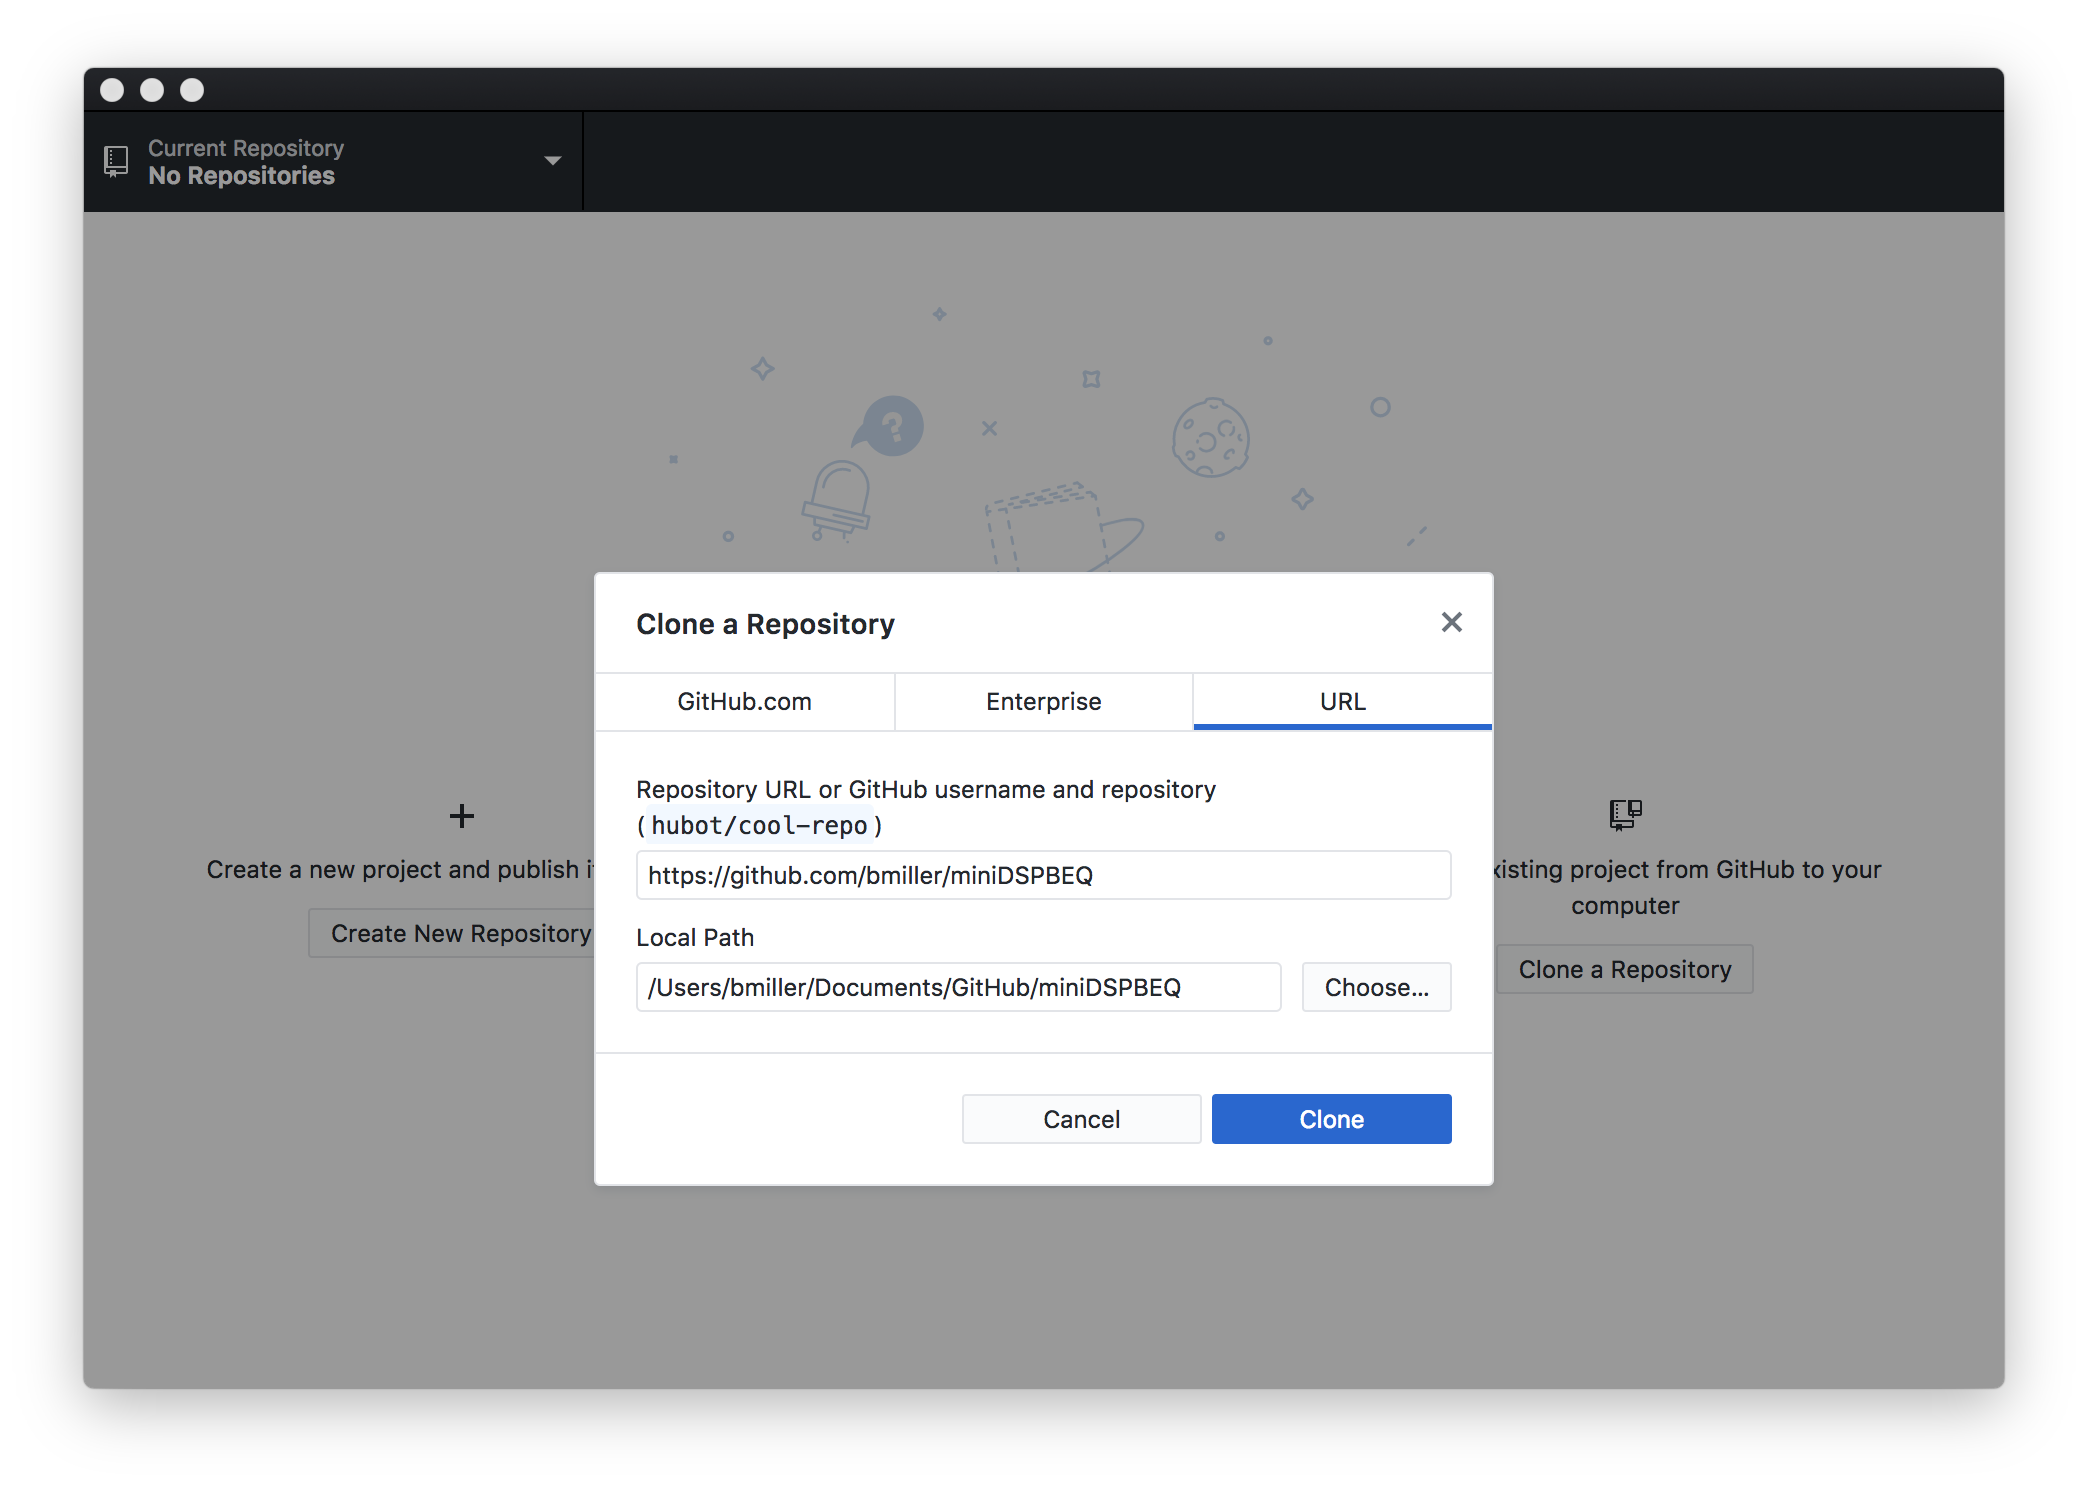 Current Repository
No Repositories
?
Clone a Repository
GitHub.com
Enterprise
URL
Repository URL or GitHub username and repository
(hubot/cool-repo)
https://github.com/bmiller/miniDSPBEQ
Local Path
/Users/bmiller/Documents/GitHub/miniDSPBEQ
Choose...
Cancel
Clone
Create a new project and publish
Create New Repository
project from GitHub to your
computer
Clone a Repository